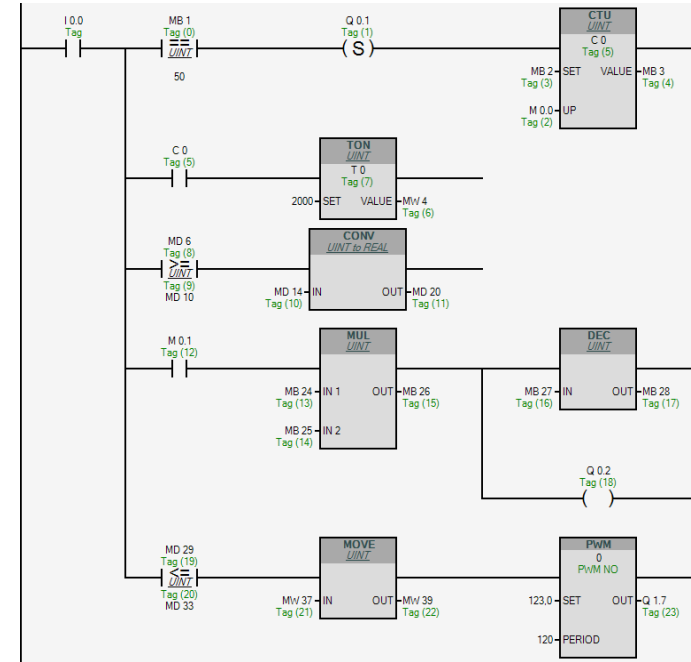 I 0.0
Tag
MB 1
Tag (0)
==
UINT
50
Q 0.1
Tag (1)
(S)
CTU
UINT
C 0
Tag (5)
MB 2 SET VALUE MB 3
Tag (3) Tag (4)
M 0.0 UP
Tag (2)
C 0
Tag (5)
TON
UINT
T 0
Tag (7)
2000 SET VALUE MW 4
Tag (6)
MD 6
Tag (8)
>=
UINT
Tag (9)
MD 10
CONV
UINT to REAL
MD 14 IN OUT MD 20
Tag (10) Tag (11)
M 0.1
Tag (12)
MUL
UINT
MB 24 IN 1 OUT MB 26
Tag (13) Tag (15)
MB 25 IN 2
Tag (14)
DEC
UINT
MB 27 IN OUT MB 28
Tag (16) Tag (17)
Q 0.2
Tag (18)
( )
MD 29
Tag (19)
<=
UINT
Tag (20)
MD 33
MOVE
UINT
MW 37 IN OUT MW 39
Tag (21) Tag (22)
PWM
0
PWM NO
123,0 SET OUT Q 1.7
Tag (23)
120 PERIOD